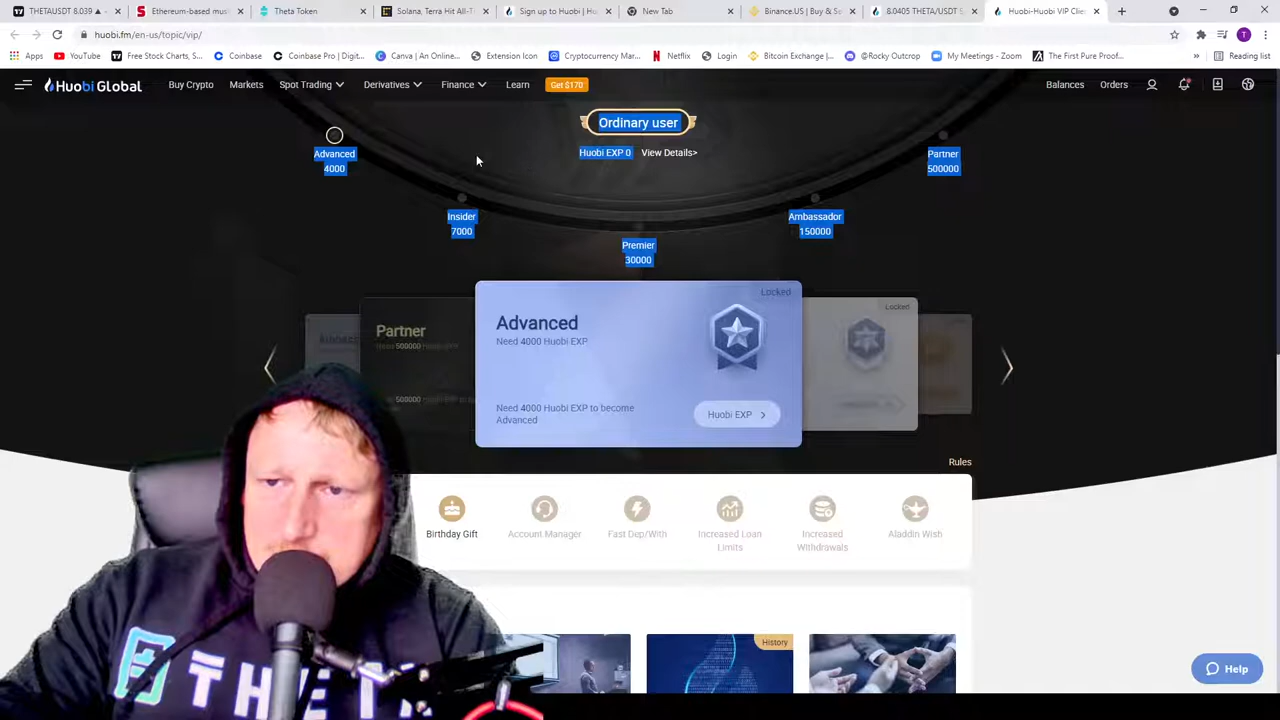 THETAUSDT 8.039
Ethereum-based mus
Theta Token
Solana, Terra Hit All-T
Sign up to Huobi | Hu
New Tab
Binance.US | Buy & S
8.0405 THETA/USDT S
Huobi-Huobi VIP Clien
huobi.fm/en-us/topic/vip/
T
Apps
YouTube
Free Stock Charts, S...
Coinbase
Coinbase Pro | Digit...
Canva | An Online...
Extension Icon
Cryptocurrency Mar...
Netflix
Login
Bitcoin Exchange |...
@Rocky Outcrop
My Meetings - Zoom
The First Pure Proof...
»
Reading list
Huobi Global
Buy Crypto
Markets
Spot Trading
Derivatives
Finance
Learn
Get $170
Balances
Orders
Ordinary user
Huobi EXP 0 View Details>
Advanced
4000
Partner
500000
Insider
7000
Ambassador
150000
Premier
30000
Locked
Advanced
Need 4000 Huobi EXP
Need 4000 Huobi EXP to become
Advanced
Huobi EXP >
Partner
500000
500000
Locked
Rules
Birthday Gift
Account Manager
Fast Dep/With
Increased Loan
Limits
Increased
Withdrawals
Aladdin Wish
History
Help
THETA